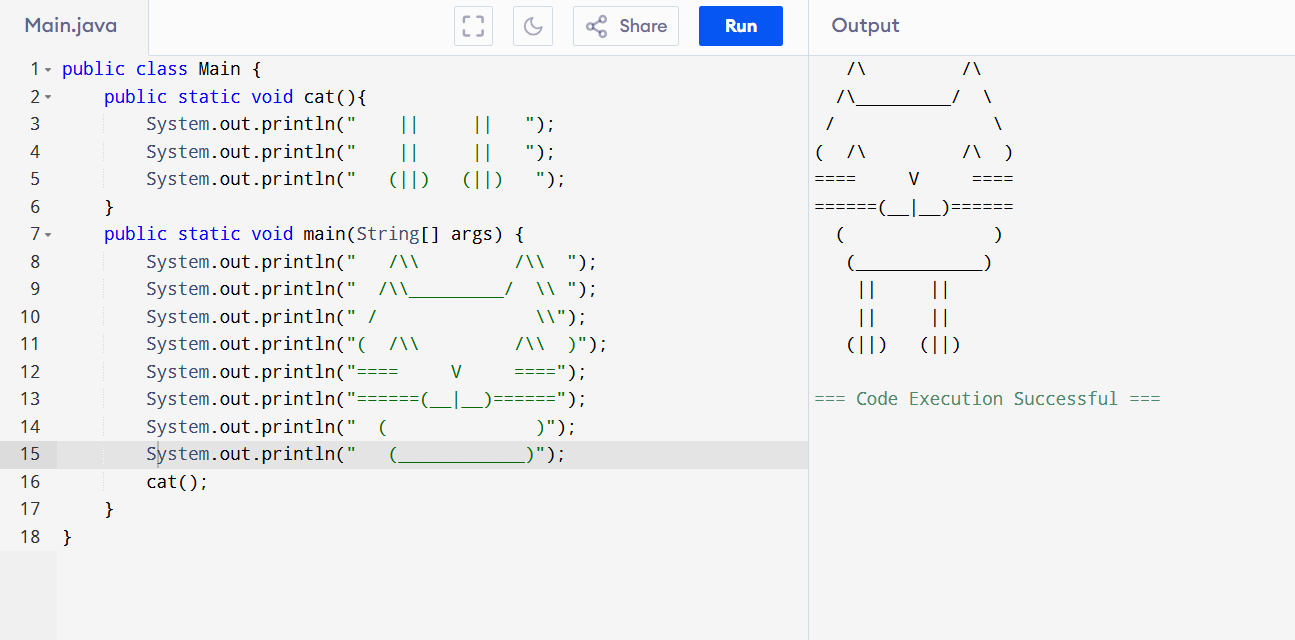 Main.java
Share
Run
Output
1 public class Main {
2     public static void cat(){
3         System.out.println("    ||     ||   ");
4         System.out.println("    ||     ||   ");
5         System.out.println("   (||)   (||)   ");
6     }
7     public static void main(String[] args) {
8         System.out.println("   /\\         /\\  ");
9         System.out.println("  /\\_________/  \\ ");
10         System.out.println(" /               \\");
11         System.out.println("(  /\\         /\\  )");
12         System.out.println("====     V     ====");
13         System.out.println("======(__|__)======");
14         System.out.println("  (              )");
15         System.out.println("   (____________)");
16         cat();
17     }
18 }
   /\         /\
  /\_________/  \
 /               \
(  /\         /\  )
====     V     ====
======(__|__)======
  (              )
   (____________)
    ||     ||
    ||     ||
   (||)   (||)
=== Code Execution Successful ===